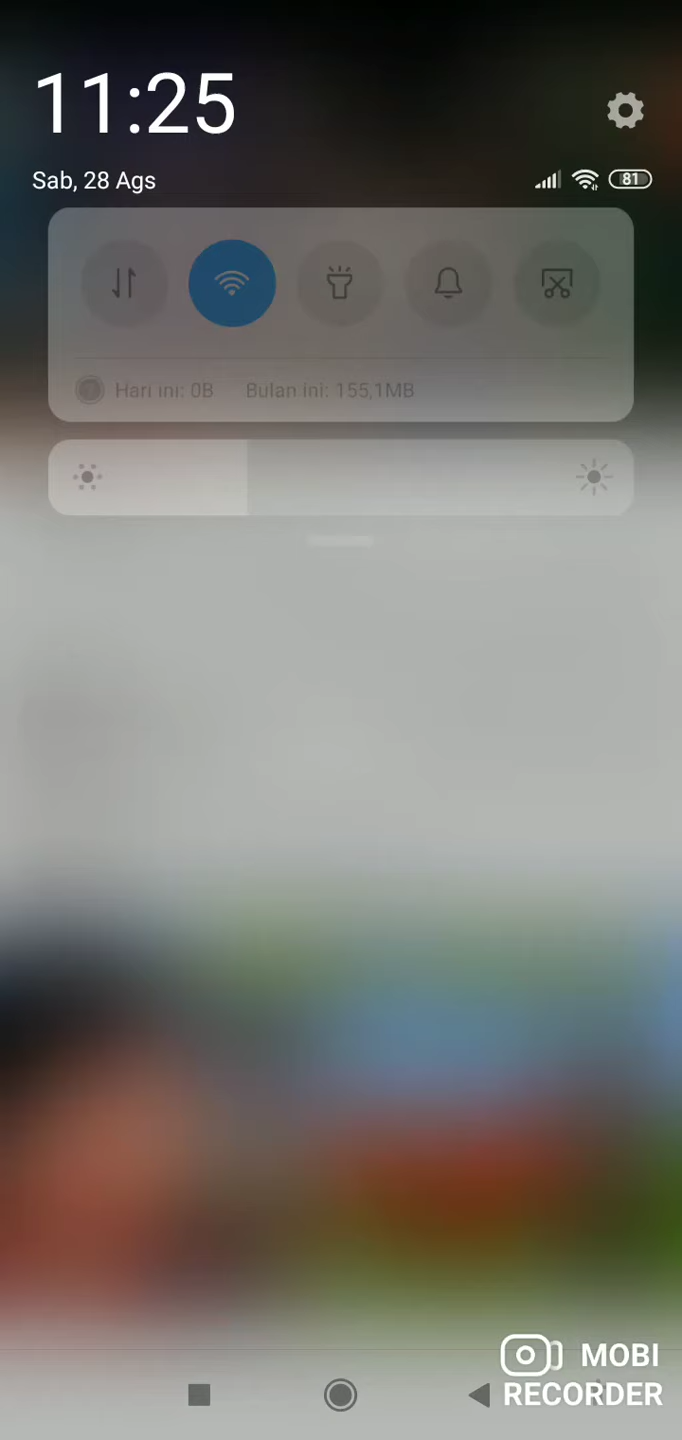 11:25
Sab, 28 Ags
81
Hari ini: 0B Bulan ini: 155,1MB
MOBI
RECORDER